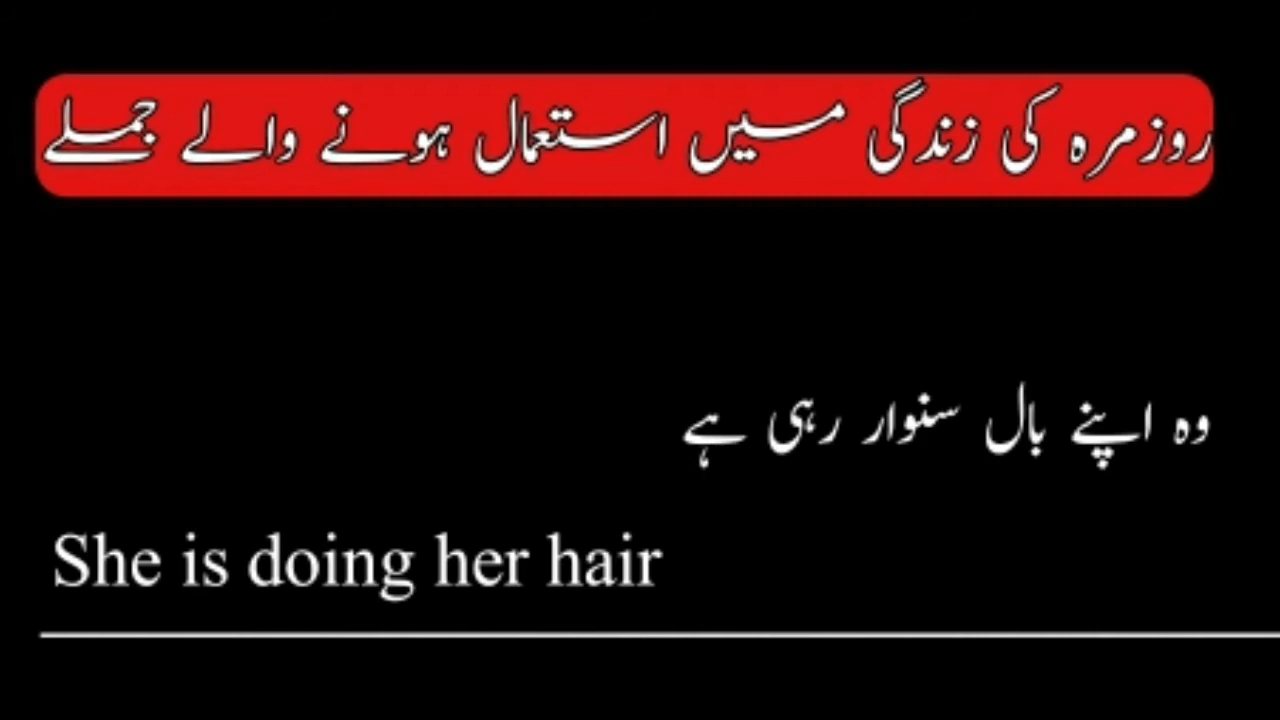 روزمرہ کی زندگی میں استعمال ہونے والے جملے
وہ اپنے بال سنوار رہی ہے
She is doing her hair